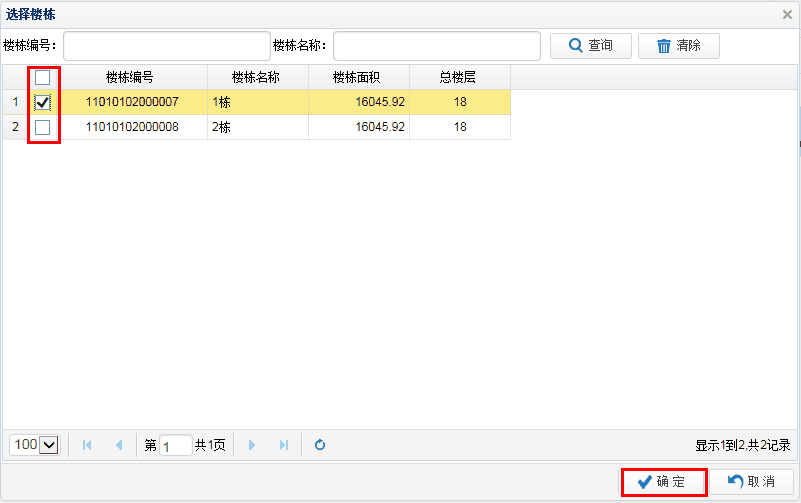 选择楼栋
楼栋编号： 楼栋名称： 查询 清除
楼栋编号 楼栋名称 楼栋面积 总楼层
1 11010102000007 1栋 16045.92 18
2 11010102000008 2栋 16045.92 18
100 第 1 共1页 显示1到2,共2记录
确 定 取 消